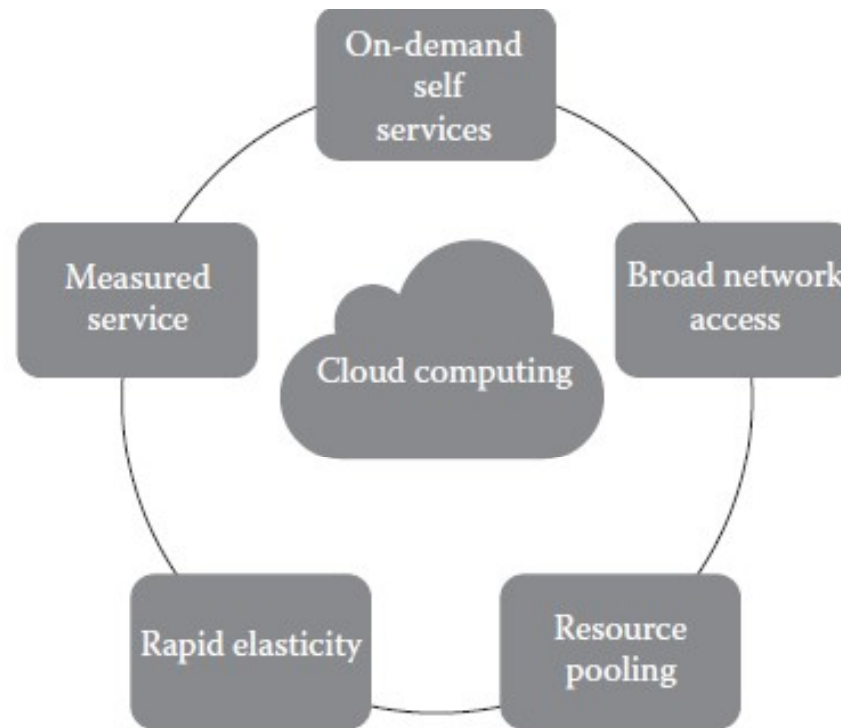 On-demand
self
services
Measured
service
Broad network
access
Cloud computing
Rapid elasticity
Resource
pooling